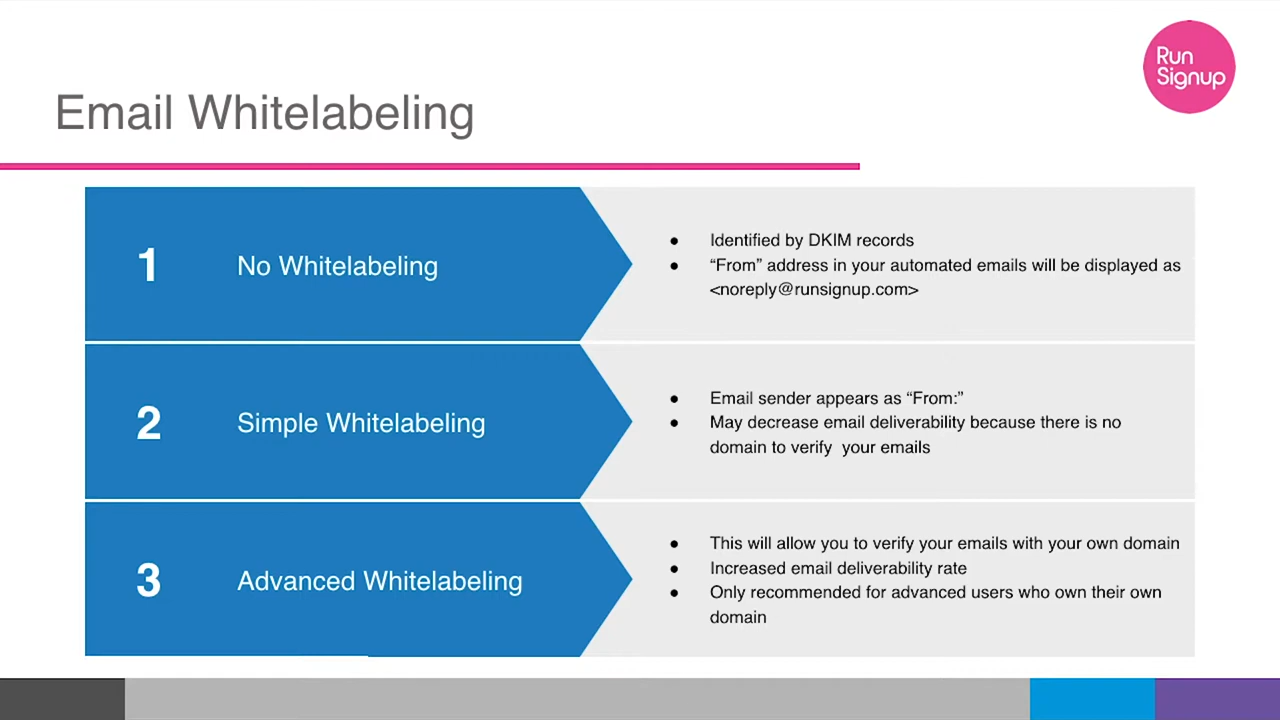 Run
Signup
Email Whitelabeling
1
No Whitelabeling
● Identified by DKIM records
● “From” address in your automated emails will be displayed as
<noreply@runsignup.com>
2
Simple Whitelabeling
● Email sender appears as “From:”
● May decrease email deliverability because there is no
domain to verify  your emails
3
Advanced Whitelabeling
● This will allow you to verify your emails with your own domain
● Increased email deliverability rate
● Only recommended for advanced users who own their own
domain